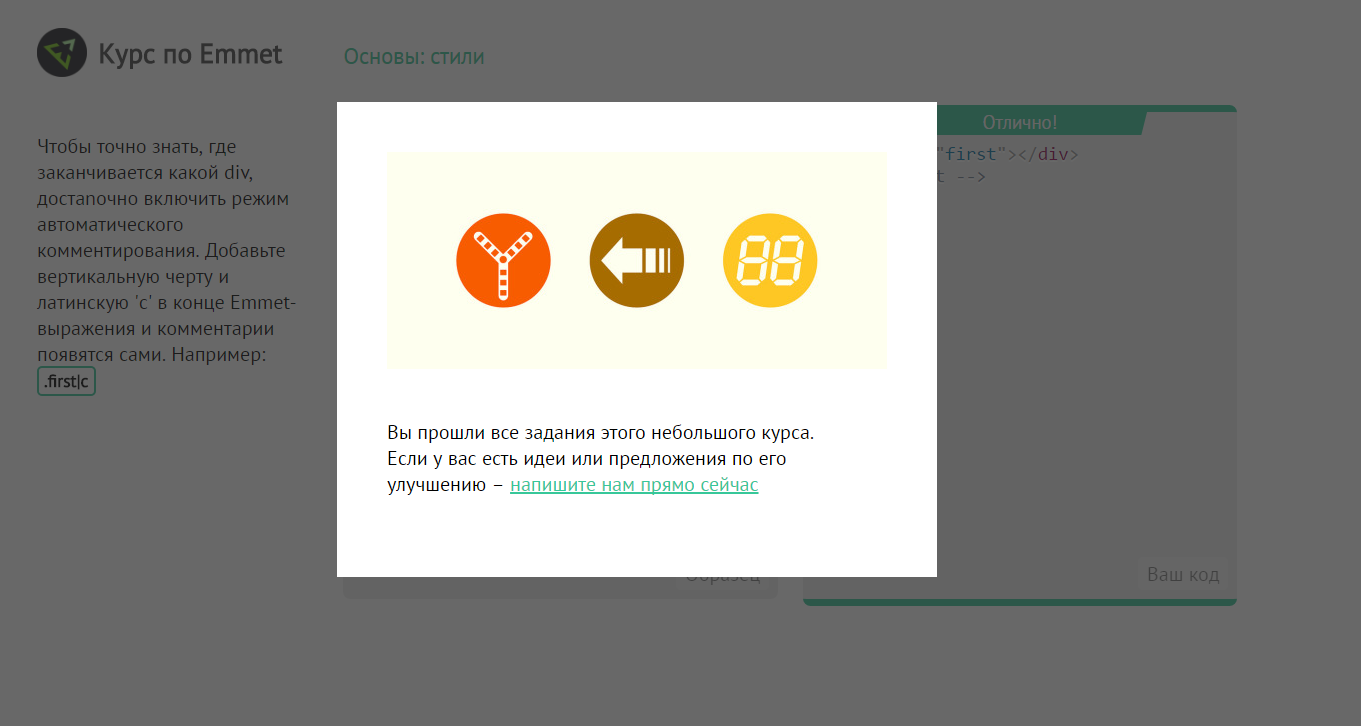 Курс по Emmet
Основы: стили
Чтобы точно знать, где
заканчивается какой div,
достаточно включить режим
автоматического
комментирования. Добавьте
вертикальную черту и
латинскую 'c' в конце Emmet-
выражения и комментарии
появятся сами. Например:
.first|c
Отлично!
"first"></div>
t -->
Вы прошли все задания этого небольшого курса.
Если у вас есть идеи или предложения по его
улучшению – напишите нам прямо сейчас
Образец
Ваш код